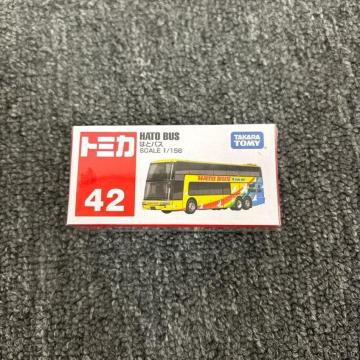 トミカ
42
HATO BUS
はとバス
SCALE 1/156
TAKARA
TOMY
HATO BUS